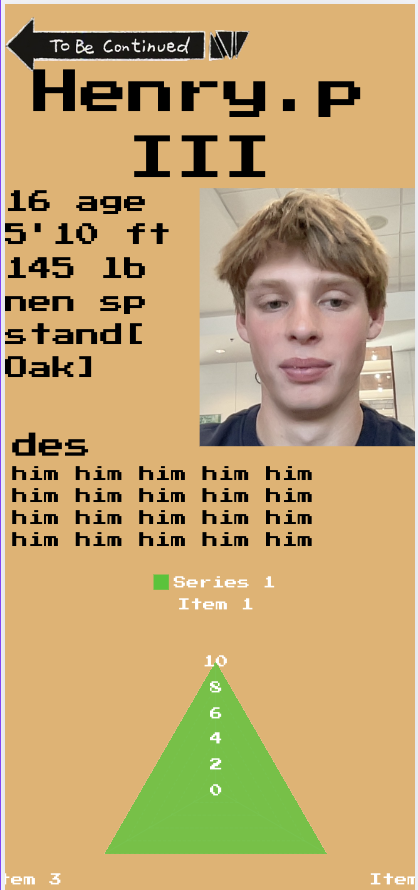 To Be Continued
Henry.p
III
16 age
5'10 ft
145 lb
nen sp
stand[
Oak]
des
him him him him him
him him him him him
him him him him him
him him him him him
Series 1
Item 1
10
8
6
4
2
0
tem 3
Item